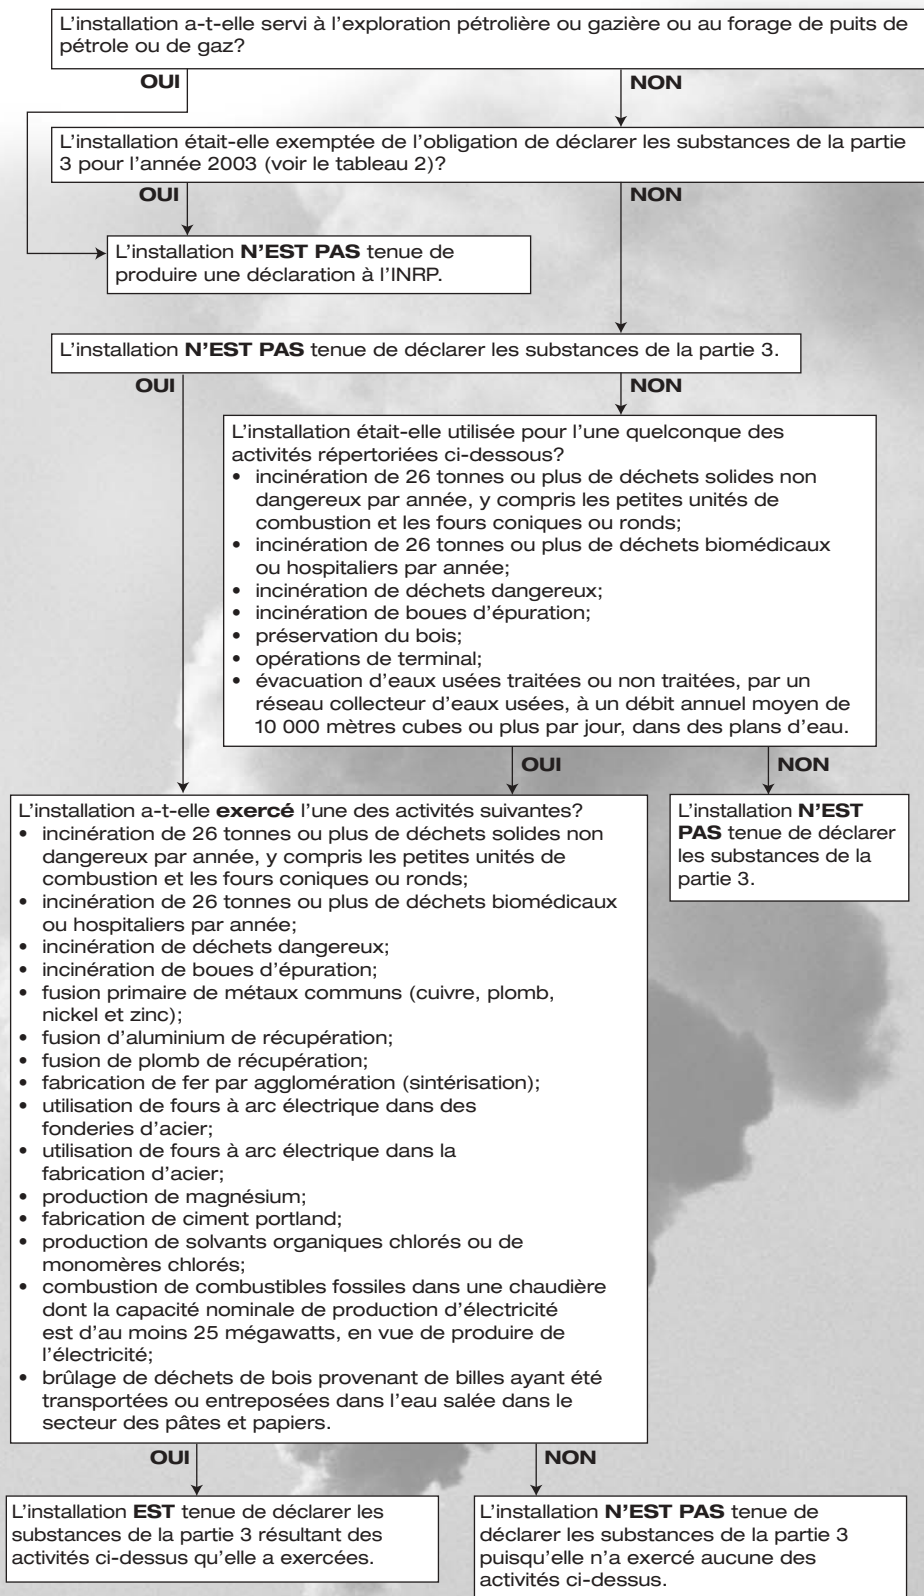 L'installation a-t-elle servi à l'exploration pétrolière ou gazière ou au forage de puits de
pétrole ou de gaz?
OUI
NON
L'installation était-elle exemptée de l'obligation de déclarer les substances de la partie
3 pour l'année 2003 (voir le tableau 2)?
OUI
NON
L'installation N'EST PAS tenue de
produire une déclaration à l'INRP.
L'installation N'EST PAS tenue de déclarer les substances de la partie 3.
OUI
NON
L'installation était-elle utilisée pour l'une quelconque des
activités répertoriées ci-dessous?
• incinération de 26 tonnes ou plus de déchets solides non
dangereux par année, y compris les petites unités de
combustion et les fours coniques ou ronds;
• incinération de 26 tonnes ou plus de déchets biomédicaux
ou hospitaliers par année;
• incinération de déchets dangereux;
• incinération de boues d'épuration;
• préservation du bois;
• opérations de terminal;
• évacuation d'eaux usées traitées ou non traitées, par un
réseau collecteur d'eaux usées, à un débit annuel moyen de
10 000 mètres cubes ou plus par jour, dans des plans d'eau.
OUI
NON
L'installation a-t-elle exercé l'une des activités suivantes?
• incinération de 26 tonnes ou plus de déchets solides non
dangereux par année, y compris les petites unités de
combustion et les fours coniques ou ronds;
• incinération de 26 tonnes ou plus de déchets biomédicaux
ou hospitaliers par année;
• incinération de déchets dangereux;
• incinération de boues d'épuration;
• fusion primaire de métaux communs (cuivre, plomb,
nickel et zinc);
• fusion d'aluminium de récupération;
• fusion de plomb de récupération;
• fabrication de fer par agglomération (sintérisation);
• utilisation de fours à arc électrique dans des
fonderies d'acier;
• utilisation de fours à arc électrique dans la
fabrication d'acier;
• production de magnésium;
• fabrication de ciment portland;
• production de solvants organiques chlorés ou de
monomères chlorés;
• combustion de combustibles fossiles dans une chaudière
dont la capacité nominale de production d'électricité
est d'au moins 25 mégawatts, en vue de produire de
l'électricité;
• brûlage de déchets de bois provenant de billes ayant été
transportées ou entreposées dans l'eau salée dans le
secteur des pâtes et papiers.
L'installation N'EST
PAS tenue de déclarer
les substances de la
partie 3.
OUI
NON
L'installation EST tenue de déclarer les
substances de la partie 3 résultant des
activités ci-dessus qu'elle a exercées.
L'installation N'EST PAS tenue de
déclarer les substances de la partie 3
puisqu'elle n'a exercé aucune des
activités ci-dessus.